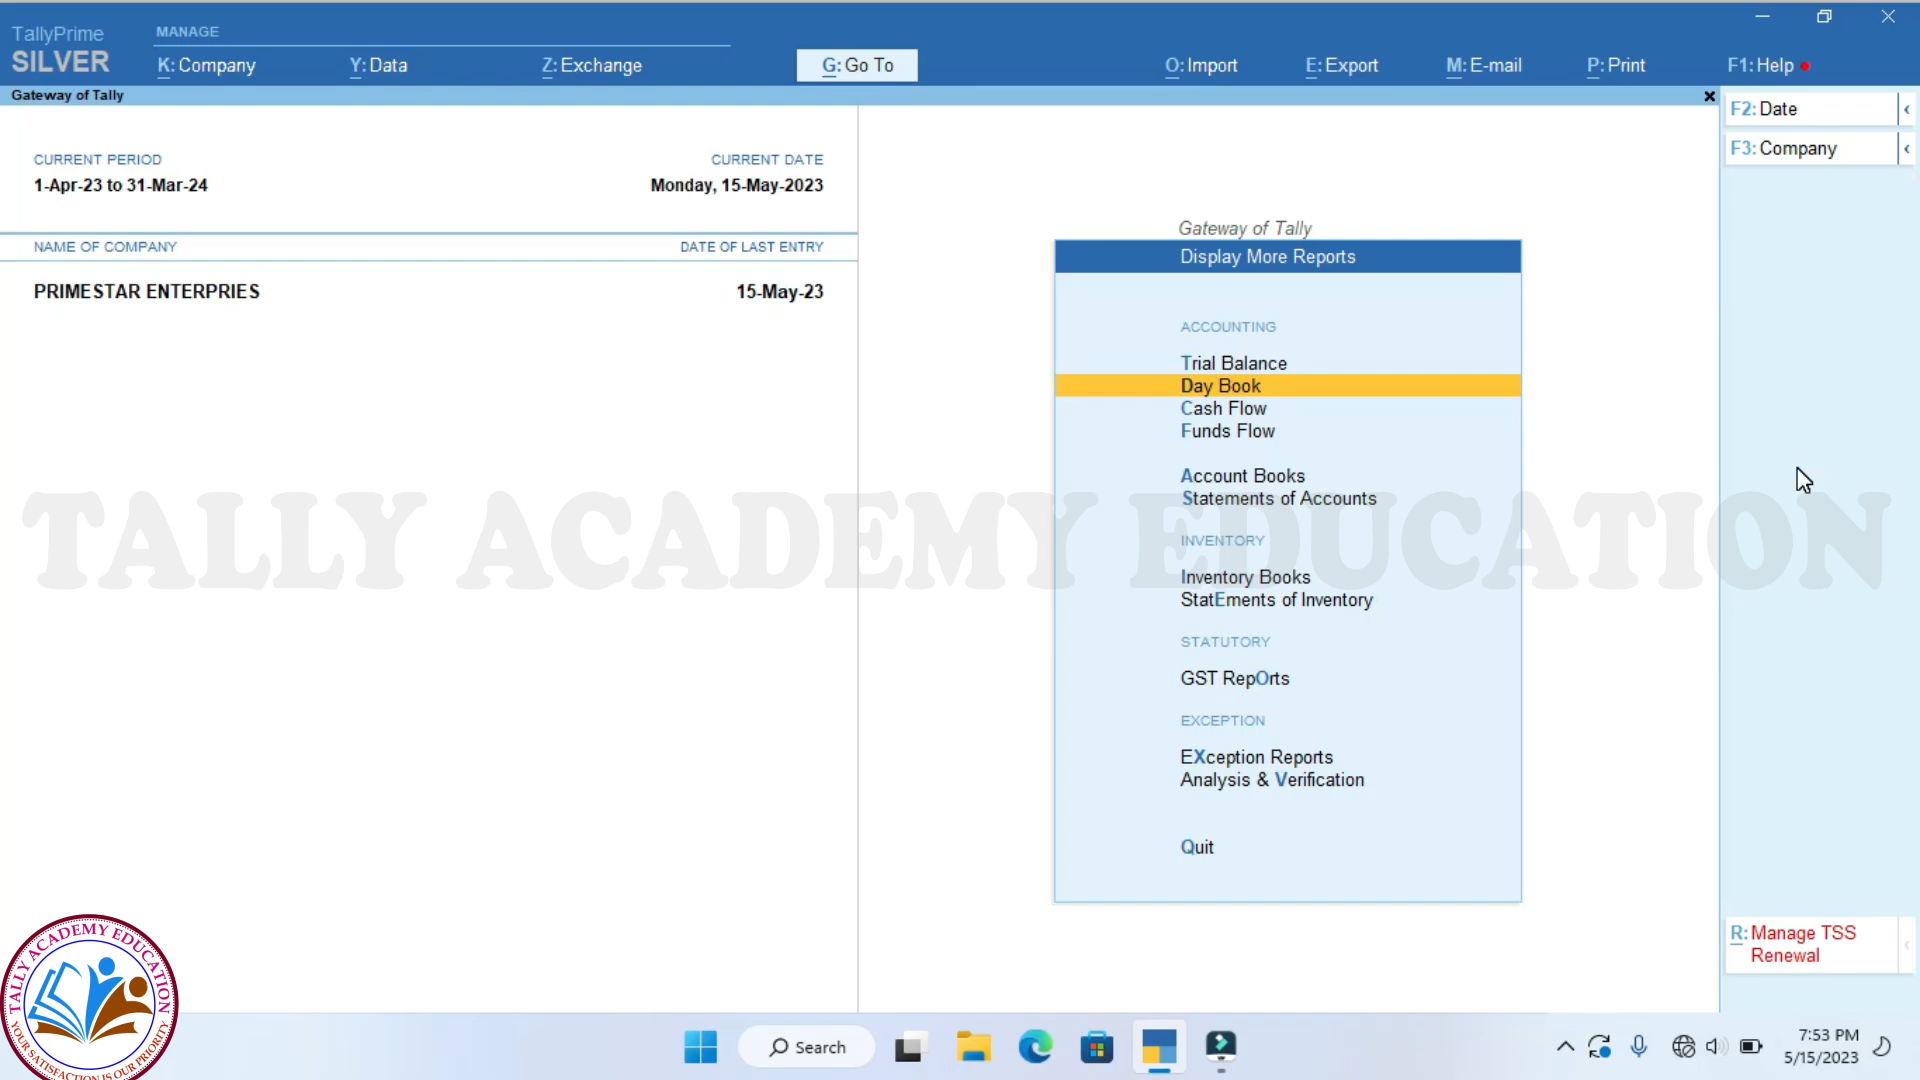 TallyPrime
SILVER
MANAGE
K: Company
Y: Data
Z: Exchange
G: Go To
O: Import
E: Export
M: E-mail
P: Print
F1: Help
Gateway of Tally
F2: Date
F3: Company
CURRENT PERIOD
CURRENT DATE
1-Apr-23 to 31-Mar-24
Monday, 15-May-2023
NAME OF COMPANY
DATE OF LAST ENTRY
PRIMESTAR ENTERPRIES
15-May-23
Gateway of Tally
Display More Reports
ACCOUNTING
Trial Balance
Day Book
Cash Flow
Funds Flow
Account Books
Statements of Accounts
INVENTORY
Inventory Books
StatEments of Inventory
STATUTORY
GST RepOrts
EXCEPTION
EXception Reports
Analysis & Verification
Quit
R: Manage TSS
Renewal
TALLY ACADEMY EDUCATION
TALLY ACADEMY EDUCATION
YOUR SATISFACTION IS OUR PRIORITY
Search
7:53 PM
5/15/2023